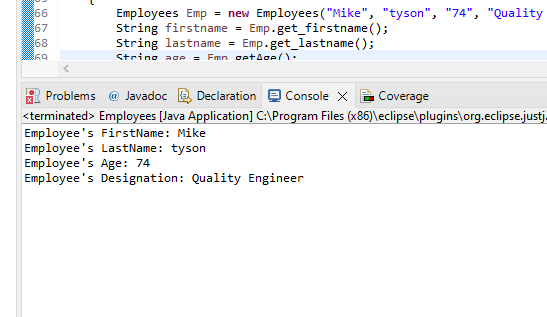 66 Employees Emp = new Employees("Mike", "tyson", "74", "Quality
67 String firstname = Emp.get_firstname();
68 String lastname = Emp.get_lastname();
69 String age = Emp.getAge();
Problems @ Javadoc Declaration Console Coverage
<terminated> Employees [Java Application] C:\Program Files (x86)\eclipse\plugins\org.eclipse.justj.
Employee's FirstName: Mike
Employee's LastName: tyson
Employee's Age: 74
Employee's Designation: Quality Engineer